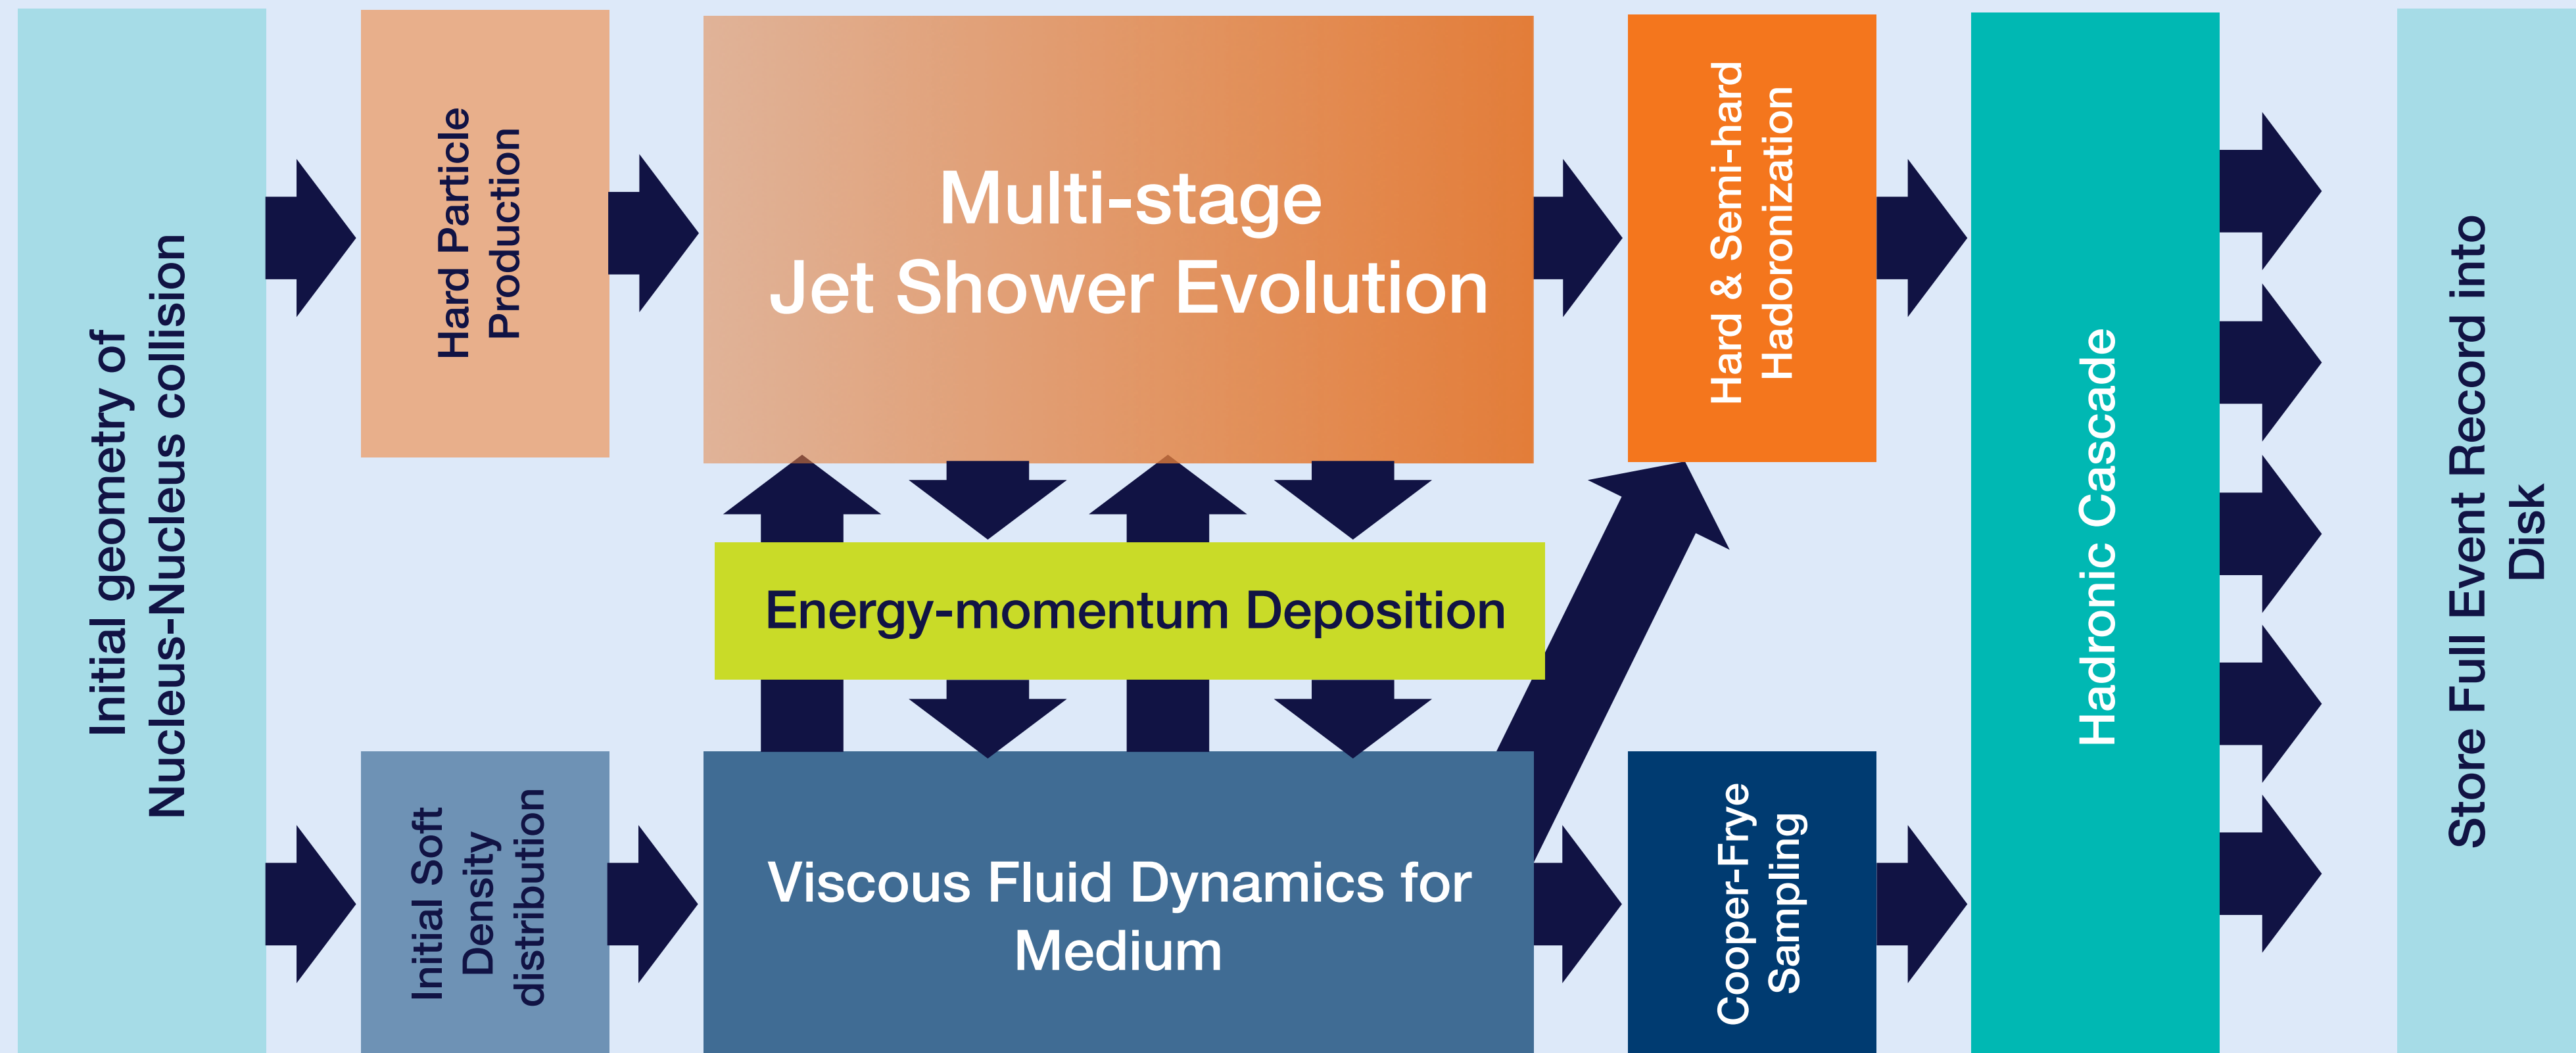 Initial geometry of
Nucleus-Nucleus collision
Hard Particle
Production
Multi-stage
Jet Shower Evolution
Hard & Semi-hard
Hadoronization
Energy-momentum Deposition
Initial Soft
Density
distribution
Viscous Fluid Dynamics for
Medium
Cooper-Frye
Sampling
Hadronic Cascade
Store Full Event Record into
Disk